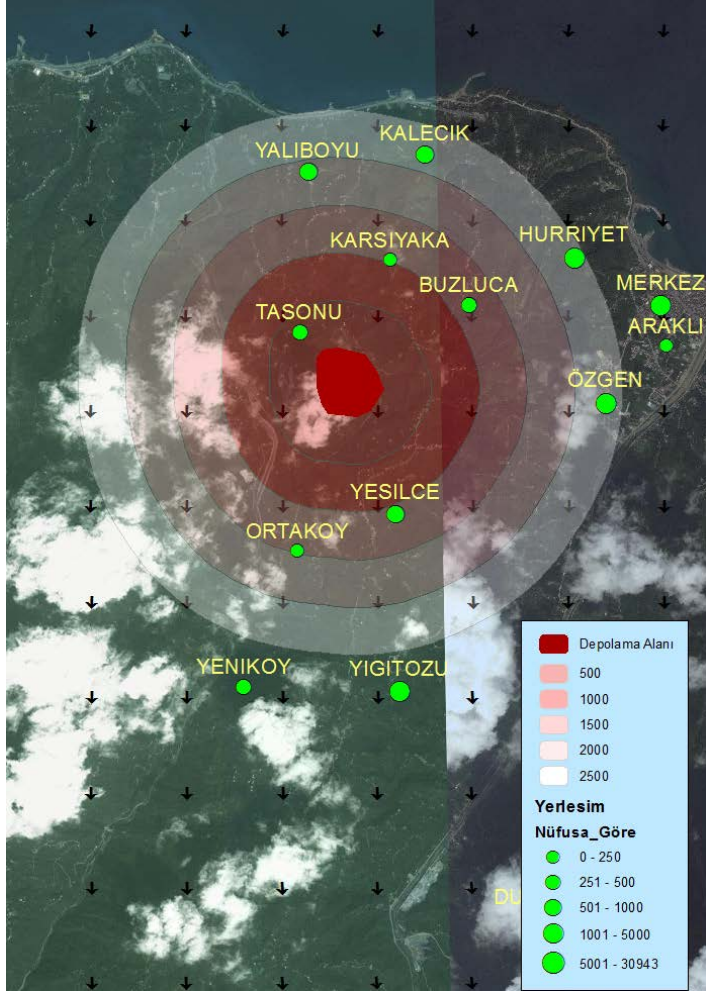 KALECIK
YALIBOYU
HURRIYET
KARSIYAKA
BUZLUCA
MERKEZ
TASONU
ARAKLI
ÖZGEN
YESILCE
ORTAKOY
YENIKOY
YIGITOZU
DU
Depolama Alanı
500
1000
1500
2000
2500
Yerlesim
Nüfusa_Göre
0 - 250
251 - 500
501 - 1000
1001 - 5000
5001 - 30943